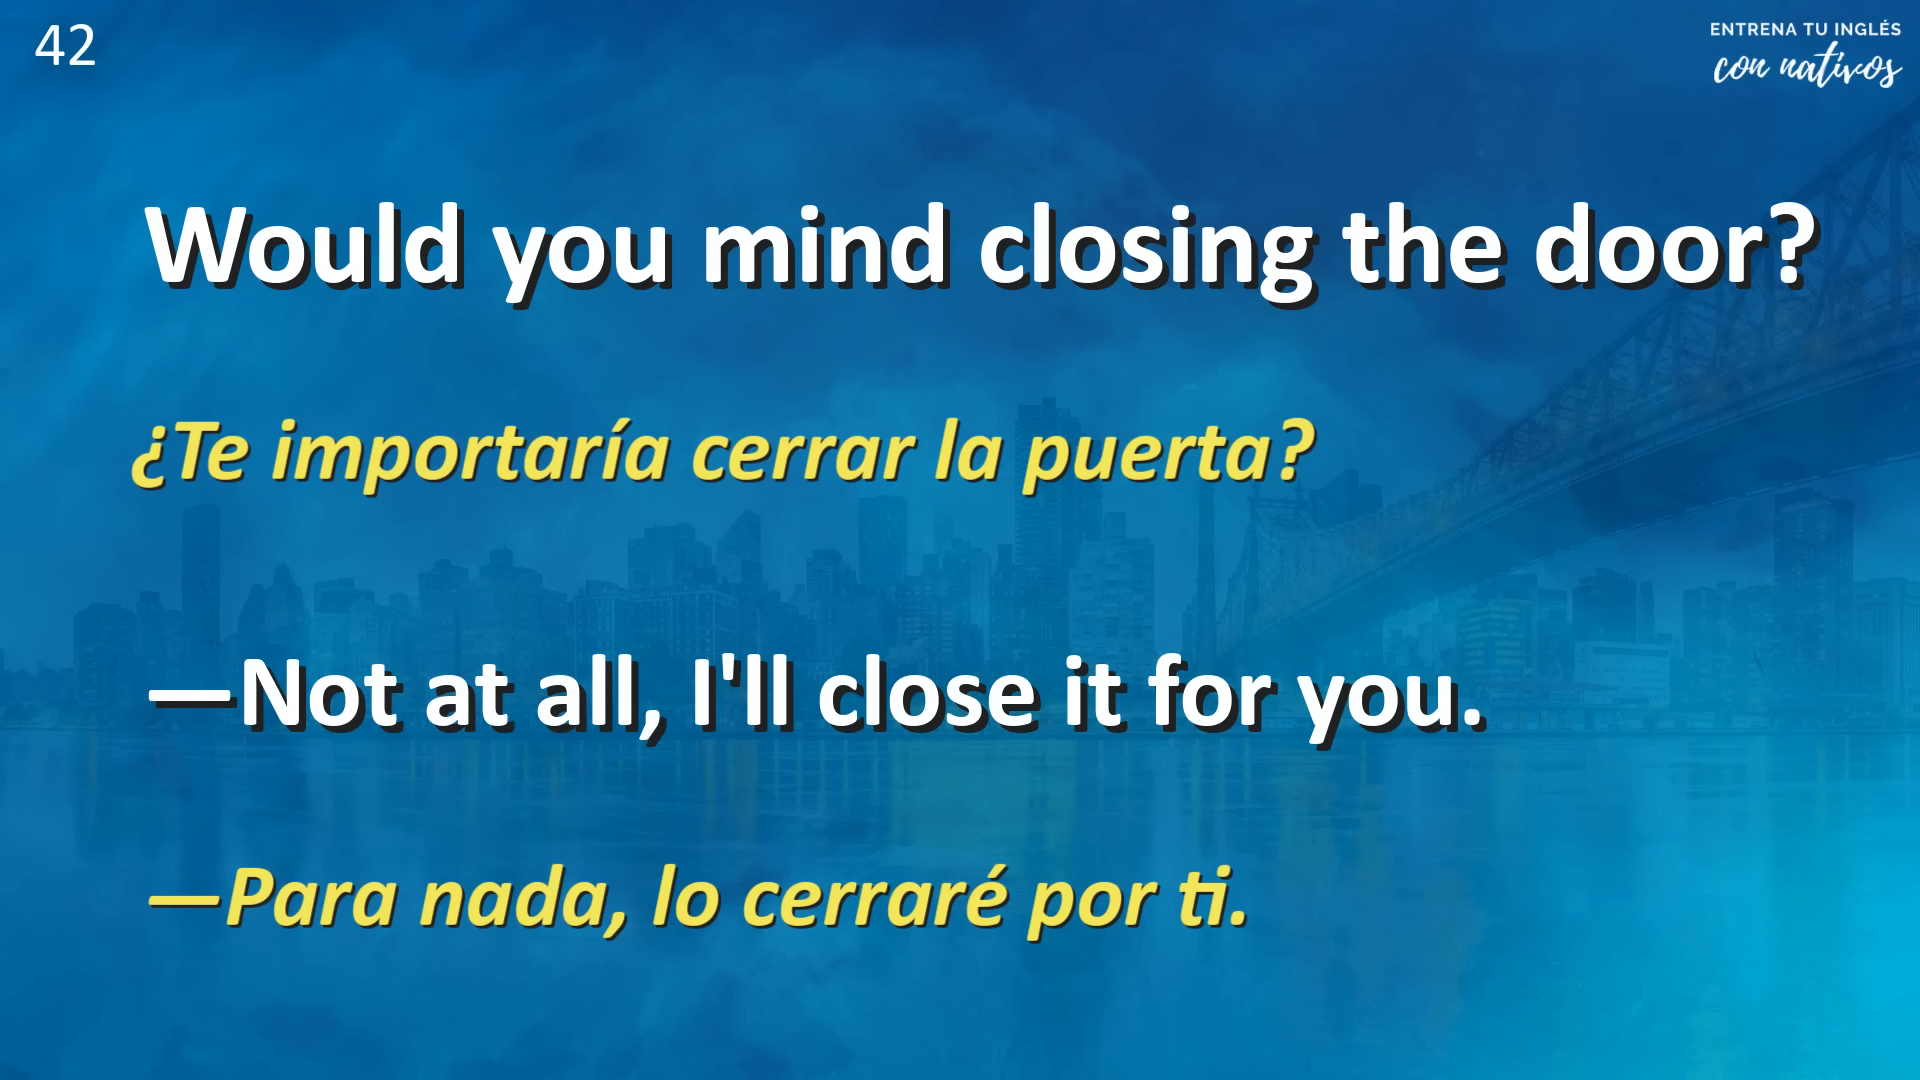 42
ENTRENA TU INGLÉS
con nativos
Would you mind closing the door?
¿Te importaría cerrar la puerta?
—Not at all, I'll close it for you.
—Para nada, lo cerraré por ti.